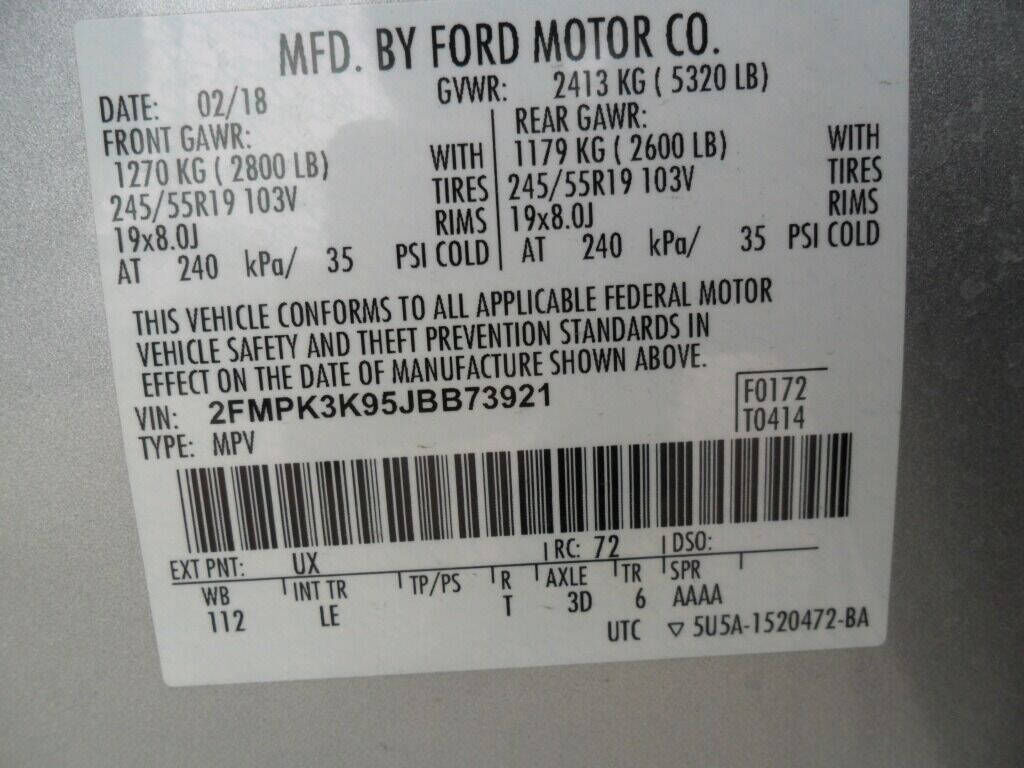 MFD. BY FORD MOTOR CO.
DATE: 02/18 GVWR: 2413 KG ( 5320 LB)
FRONT GAWR: REAR GAWR:
1270 KG ( 2800 LB) WITH 1179 KG ( 2600 LB) WITH
245/55R19 103V TIRES 245/55R19 103V TIRES
19x8.0J RIMS 19x8.0J RIMS
AT 240 kPa/ 35 PSI COLD AT 240 kPa/ 35 PSI COLD
THIS VEHICLE CONFORMS TO ALL APPLICABLE FEDERAL MOTOR
VEHICLE SAFETY AND THEFT PREVENTION STANDARDS IN
EFFECT ON THE DATE OF MANUFACTURE SHOWN ABOVE.
VIN: 2FMPK3K95JBB73921 F0172
TYPE: MPV T0414
EXT PNT: UX RC: 72 DSO:
WB INT TR TP/PS R AXLE TR SPR
112 LE T 3D 6 AAAA
UTC ▽ 5U5A-1520472-BA